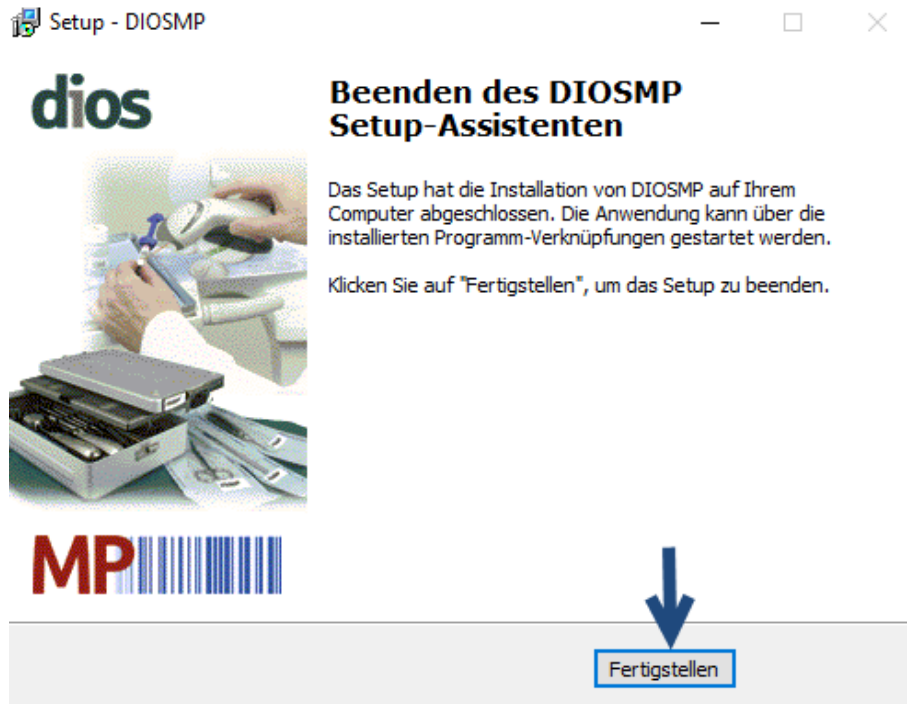 Setup - DIOSMP
dios
Beenden des DIOSMP
Setup-Assistenten
Das Setup hat die Installation von DIOSMP auf Ihrem
Computer abgeschlossen. Die Anwendung kann über die
installierten Programm-Verknüpfungen gestartet werden.
Klicken Sie auf "Fertigstellen", um das Setup zu beenden.
MP
Fertigstellen